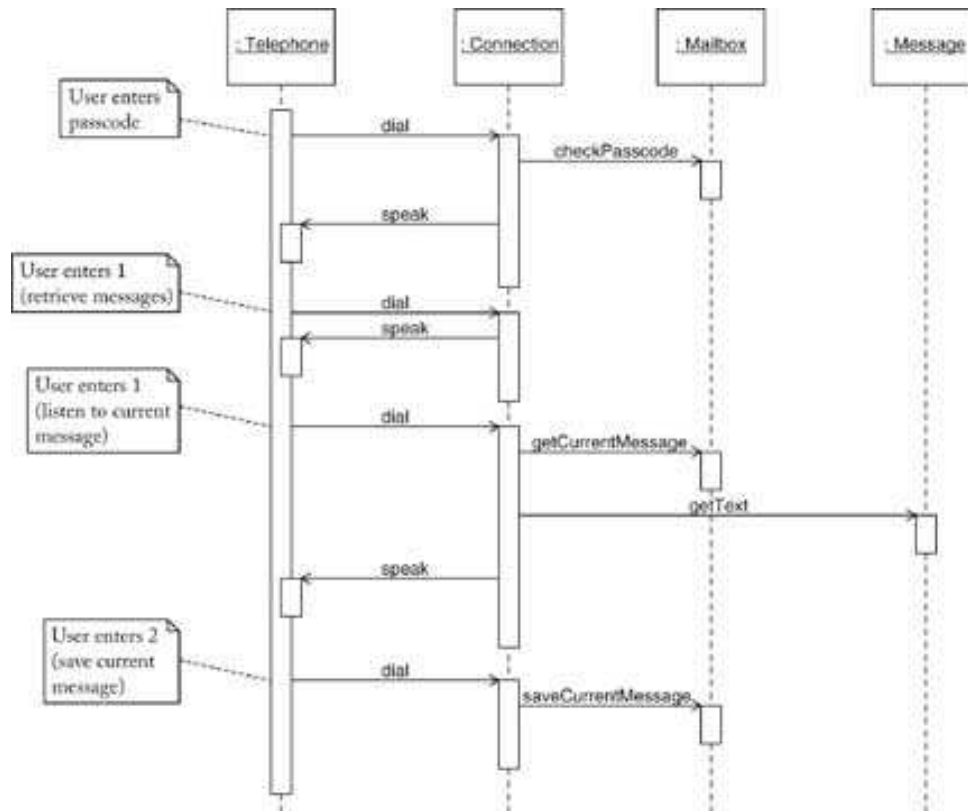 : Telephone
: Connection
: Mailbox
: Message
User enters
passcode
dial
checkPasscode
speak
User enters 1
(retrieve messages)
dial
speak
User enters 1
(listen to current
message)
dial
getCurrentMessage
getText
speak
User enters 2
(save current
message)
dial
saveCurrentMessage